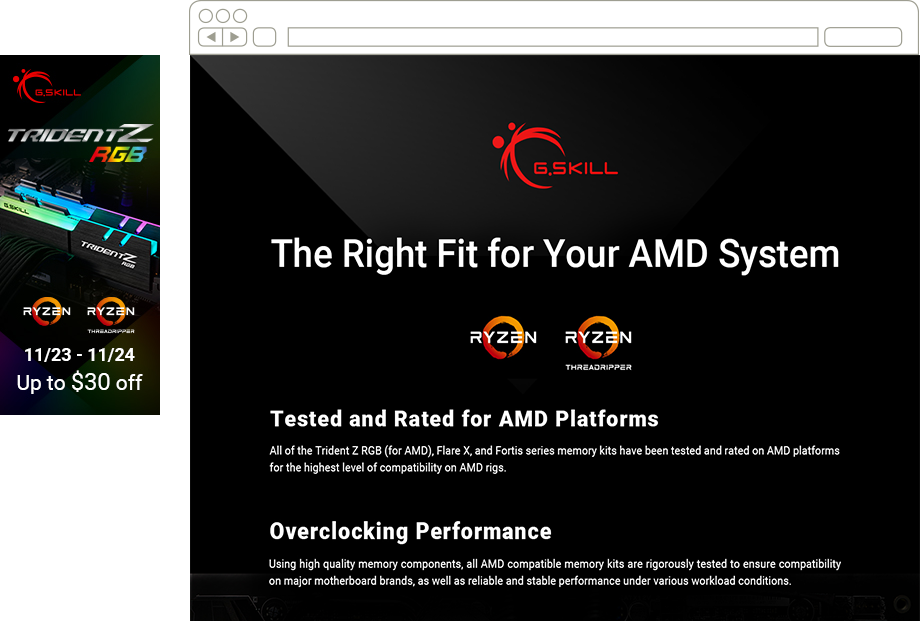 G.SKILL
TRIDENT Z
RGB
G.SKILL
TRIDENT Z
RGB
RYZEN RYZEN
THREADRIPPER
11/23 - 11/24
Up to $30 off
G.SKILL
The Right Fit for Your AMD System
RYZEN RYZEN
THREADRIPPER
Tested and Rated for AMD Platforms
All of the Trident Z RGB (for AMD), Flare X, and Fortis series memory kits have been tested and rated on AMD platforms
for the highest level of compatibility on AMD rigs.
Overclocking Performance
Using high quality memory components, all AMD compatible memory kits are rigorously tested to ensure compatibility
on major motherboard brands, as well as reliable and stable performance under various workload conditions.